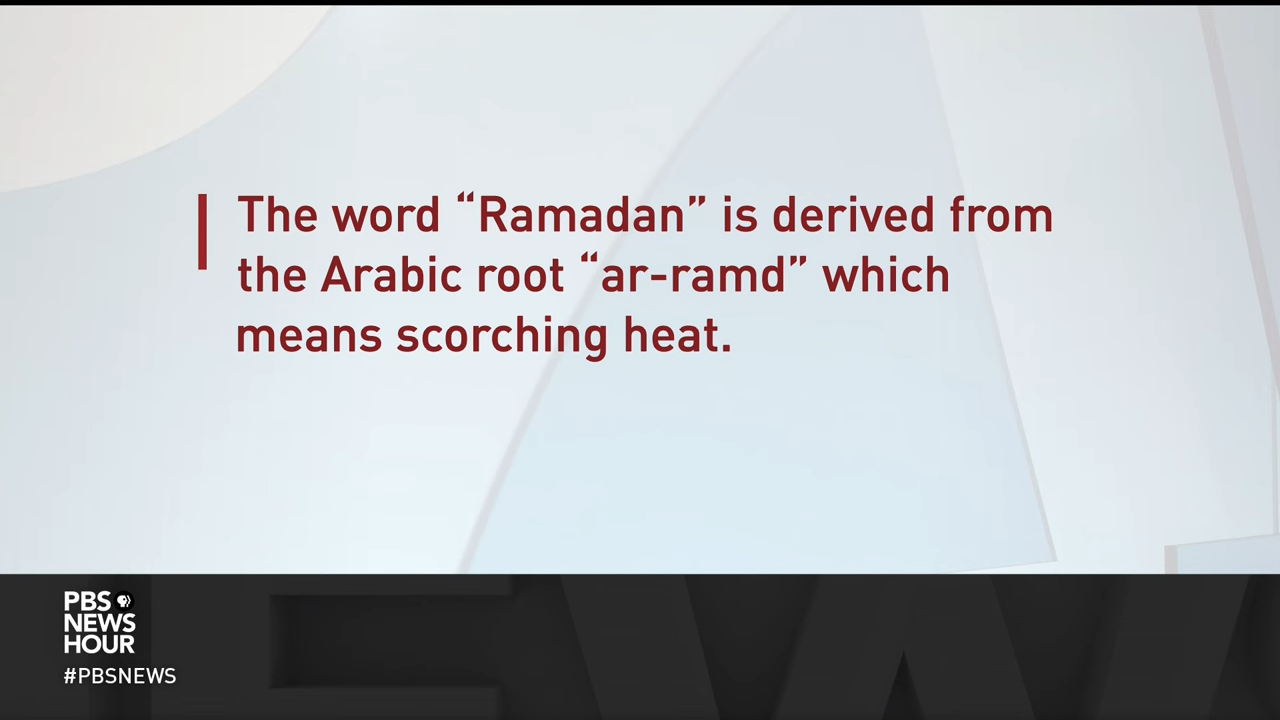 The word “Ramadan” is derived from
the Arabic root “ar-ramd” which
means scorching heat.
PBS
NEWS
HOUR
#PBSNEWS